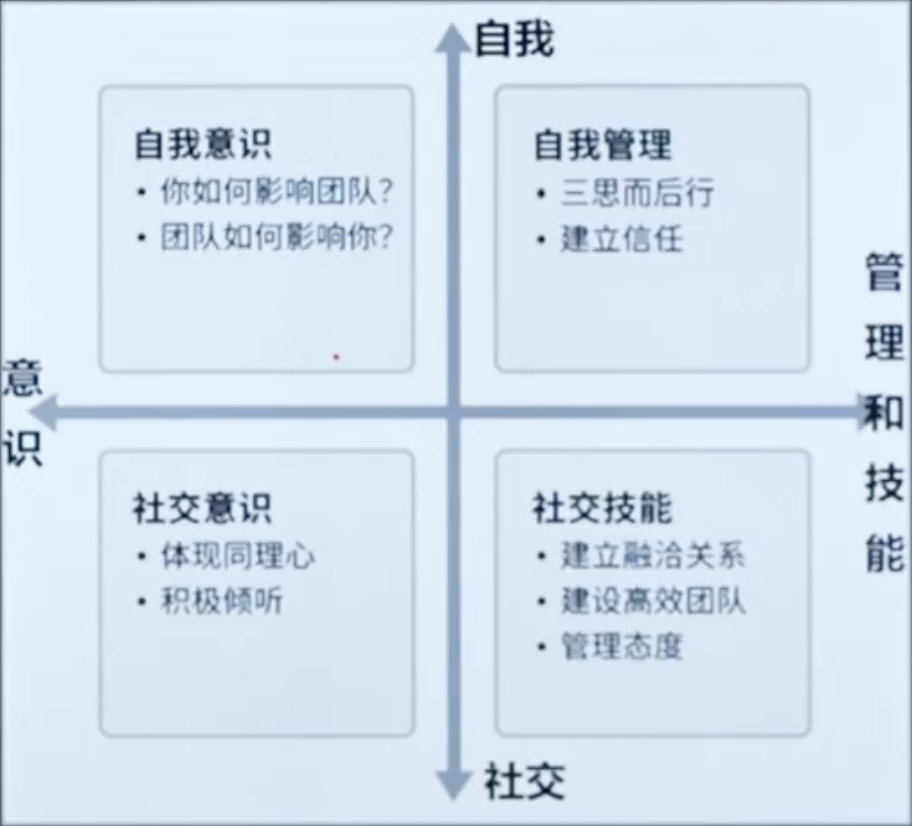 自我
自我意识
• 你如何影响团队？
• 团队如何影响你？
自我管理
• 三思而后行
• 建立信任
意识
管理和技能
社交意识
• 体现同理心
• 积极倾听
社交技能
• 建立融洽关系
• 建设高效团队
• 管理态度
社交